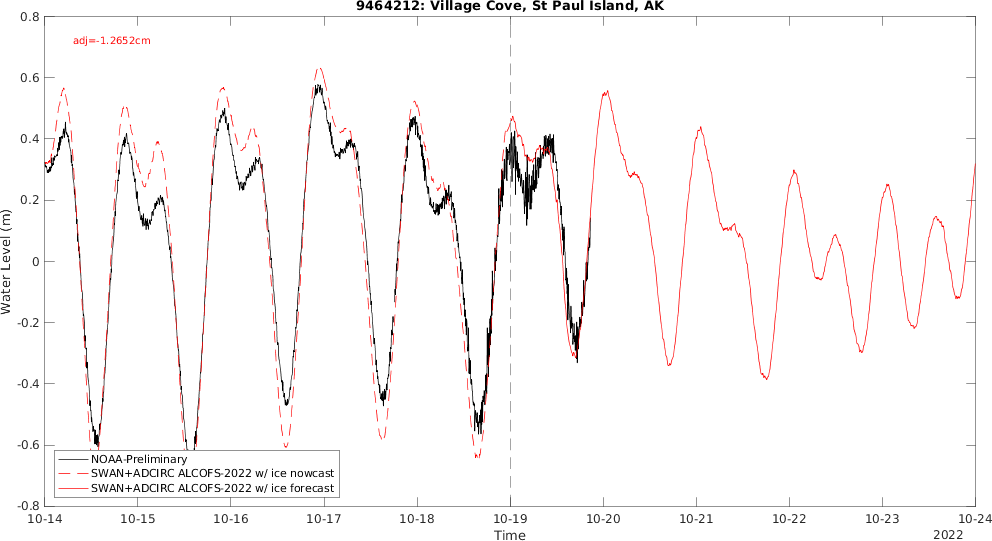 9464212: Village Cove, St Paul Island, AK
adj=-1.2652cm
0.8
0.6
0.4
0.2
0
-0.2
-0.4
-0.6
-0.8
Water Level (m)
NOAA-Preliminary
SWAN+ADCIRC ALCOFS-2022 w/ ice nowcast
SWAN+ADCIRC ALCOFS-2022 w/ ice forecast
10-14 10-15 10-16 10-17 10-18 10-19 10-20 10-21 10-22 10-23 10-24
Time
2022